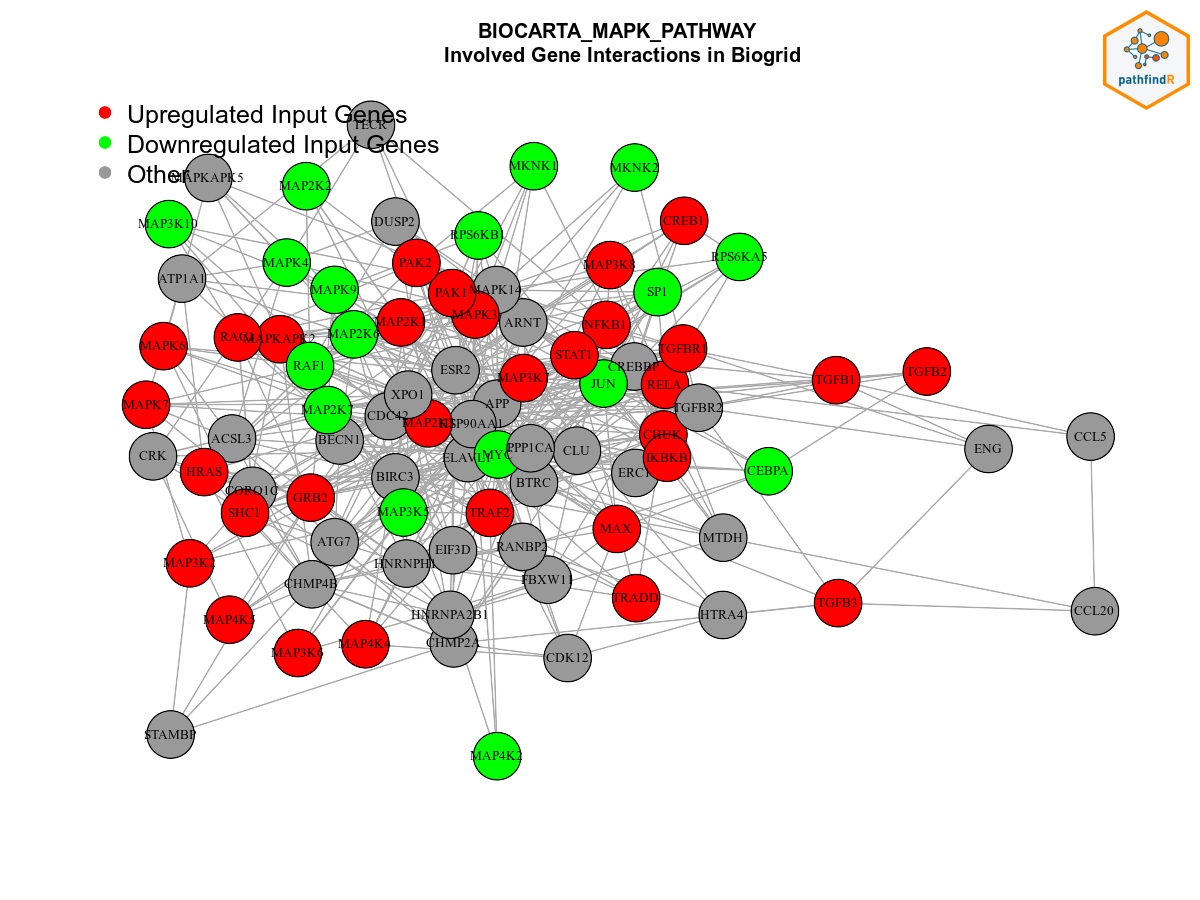 BIOCARTA_MAPK_PATHWAY
Involved Gene Interactions in Biogrid
pathfindR
Upregulated Input Genes
Downregulated Input Genes
Other
TECR
MAPKAPK5
MAP2K2
MKNK1
MKNK2
MAP3K10
DUSP2
RPS6KB1
CREB1
MAPK4
PAK2
MAP3K8
RPS6KA5
ATP1A1
MAPK9
PAK1
MAPK14
SP1
MAPK3
MAP2K6
ARNT
NFKB1
RAC1
MAPKAPK2
MAPK6
STAT1
TGFBR1
RAF1
ESR2
MAP3K7
CREBBP
JUN
RELA
TGFB1
TGFB2
XPO1
APP
TGFBR2
MAPK7
MAP2K7
CDC42
HSP90AA1
ACSL3
BECN1
CHUK
CCL5
CRK
ELAVL1
MYC
PPP1CA
CLU
IKBKB
ENG
HRAS
BIRC3
BTRC
ERC1
CEBPA
CORO1C
GRB2
SHC1
MAP3K5
TRAF2
MAX
ATG7
EIF3D
RANBP2
MTDH
MAP3K2
HNRNPH1
CHMP4B
FBXW11
TRADD
TGFB3
MAP4K5
HNRNPA2B1
HTRA4
CCL20
MAP3K6
MAP4K4
CHMP2A
CDK12
STAMBP
MAP4K2